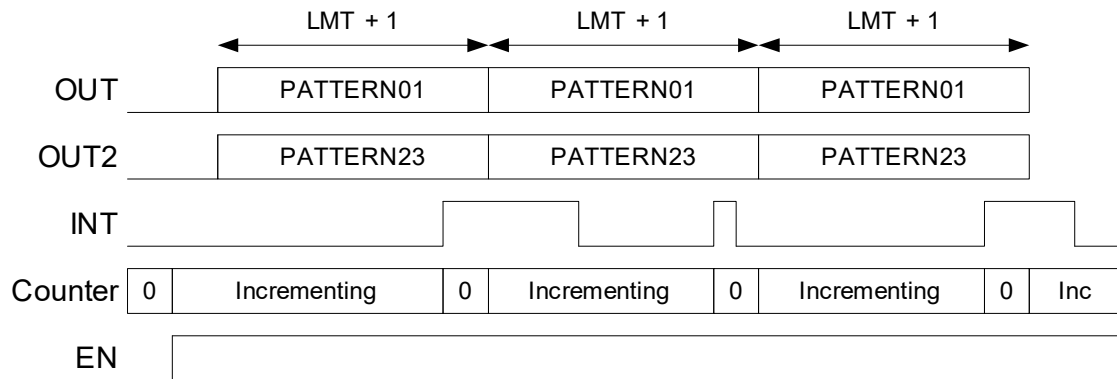 LMT + 1 LMT + 1 LMT + 1
OUT PATTERN01 PATTERN01 PATTERN01
OUT2 PATTERN23 PATTERN23 PATTERN23
INT
Counter 0 Incrementing 0 Incrementing 0 Incrementing 0 Inc
EN